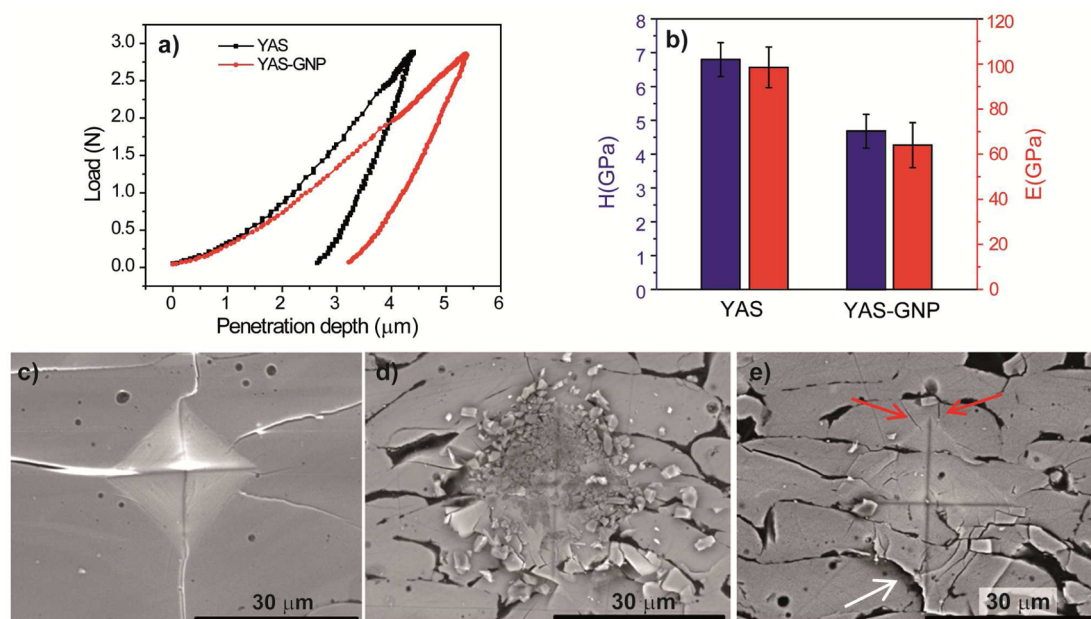 a)
YAS
YAS-GNP
3.0
2.5
2.0
1.5
1.0
0.5
0.0
Load (N)
0 1 2 3 4 5 6
Penetration depth (μm)
b)
8
7
6
5
4
3
2
1
0
H(GPa)
120
100
80
60
40
20
0
E(GPa)
YAS YAS-GNP
c)
30 μm
d)
30 μm
e)
30 μm